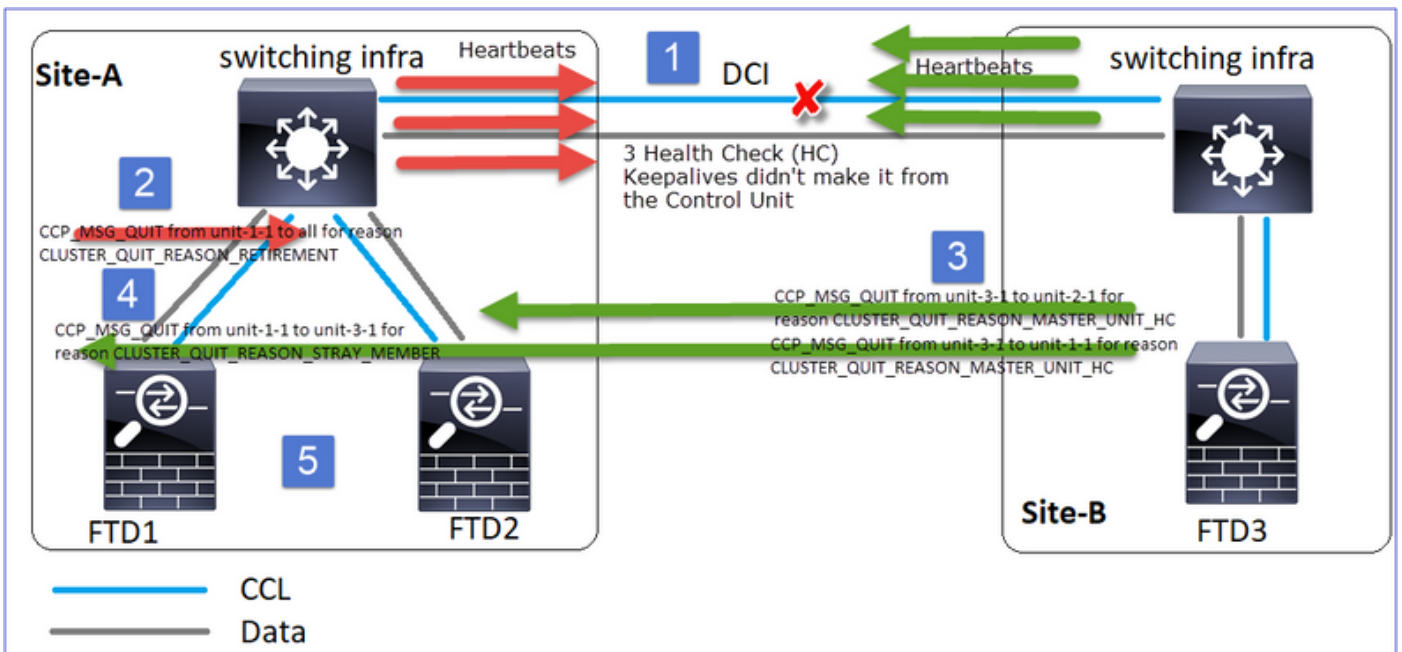 Site-A
switching infra
Heartbeats
1
DCI
Heartbeats
switching infra
3 Health Check (HC)
Keepalives didn't make it from
the Control Unit
2
CCP_MSG_QUIT from unit-1-1 to all for reason
CLUSTER_QUIT_REASON_RETIREMENT
3
CCP_MSG_QUIT from unit-3-1 to unit-2-1 for
reason CLUSTER_QUIT_REASON_MASTER_UNIT_HC
CCP_MSG_QUIT from unit-3-1 to unit-1-1 for reason
CLUSTER_QUIT_REASON_MASTER_UNIT_HC
4
CCP_MSG_QUIT from unit-1-1 to unit-3-1 for
reason CLUSTER_QUIT_REASON_STRAY_MEMBER
5
FTD1
FTD2
Site-B
FTD3
CCL
Data